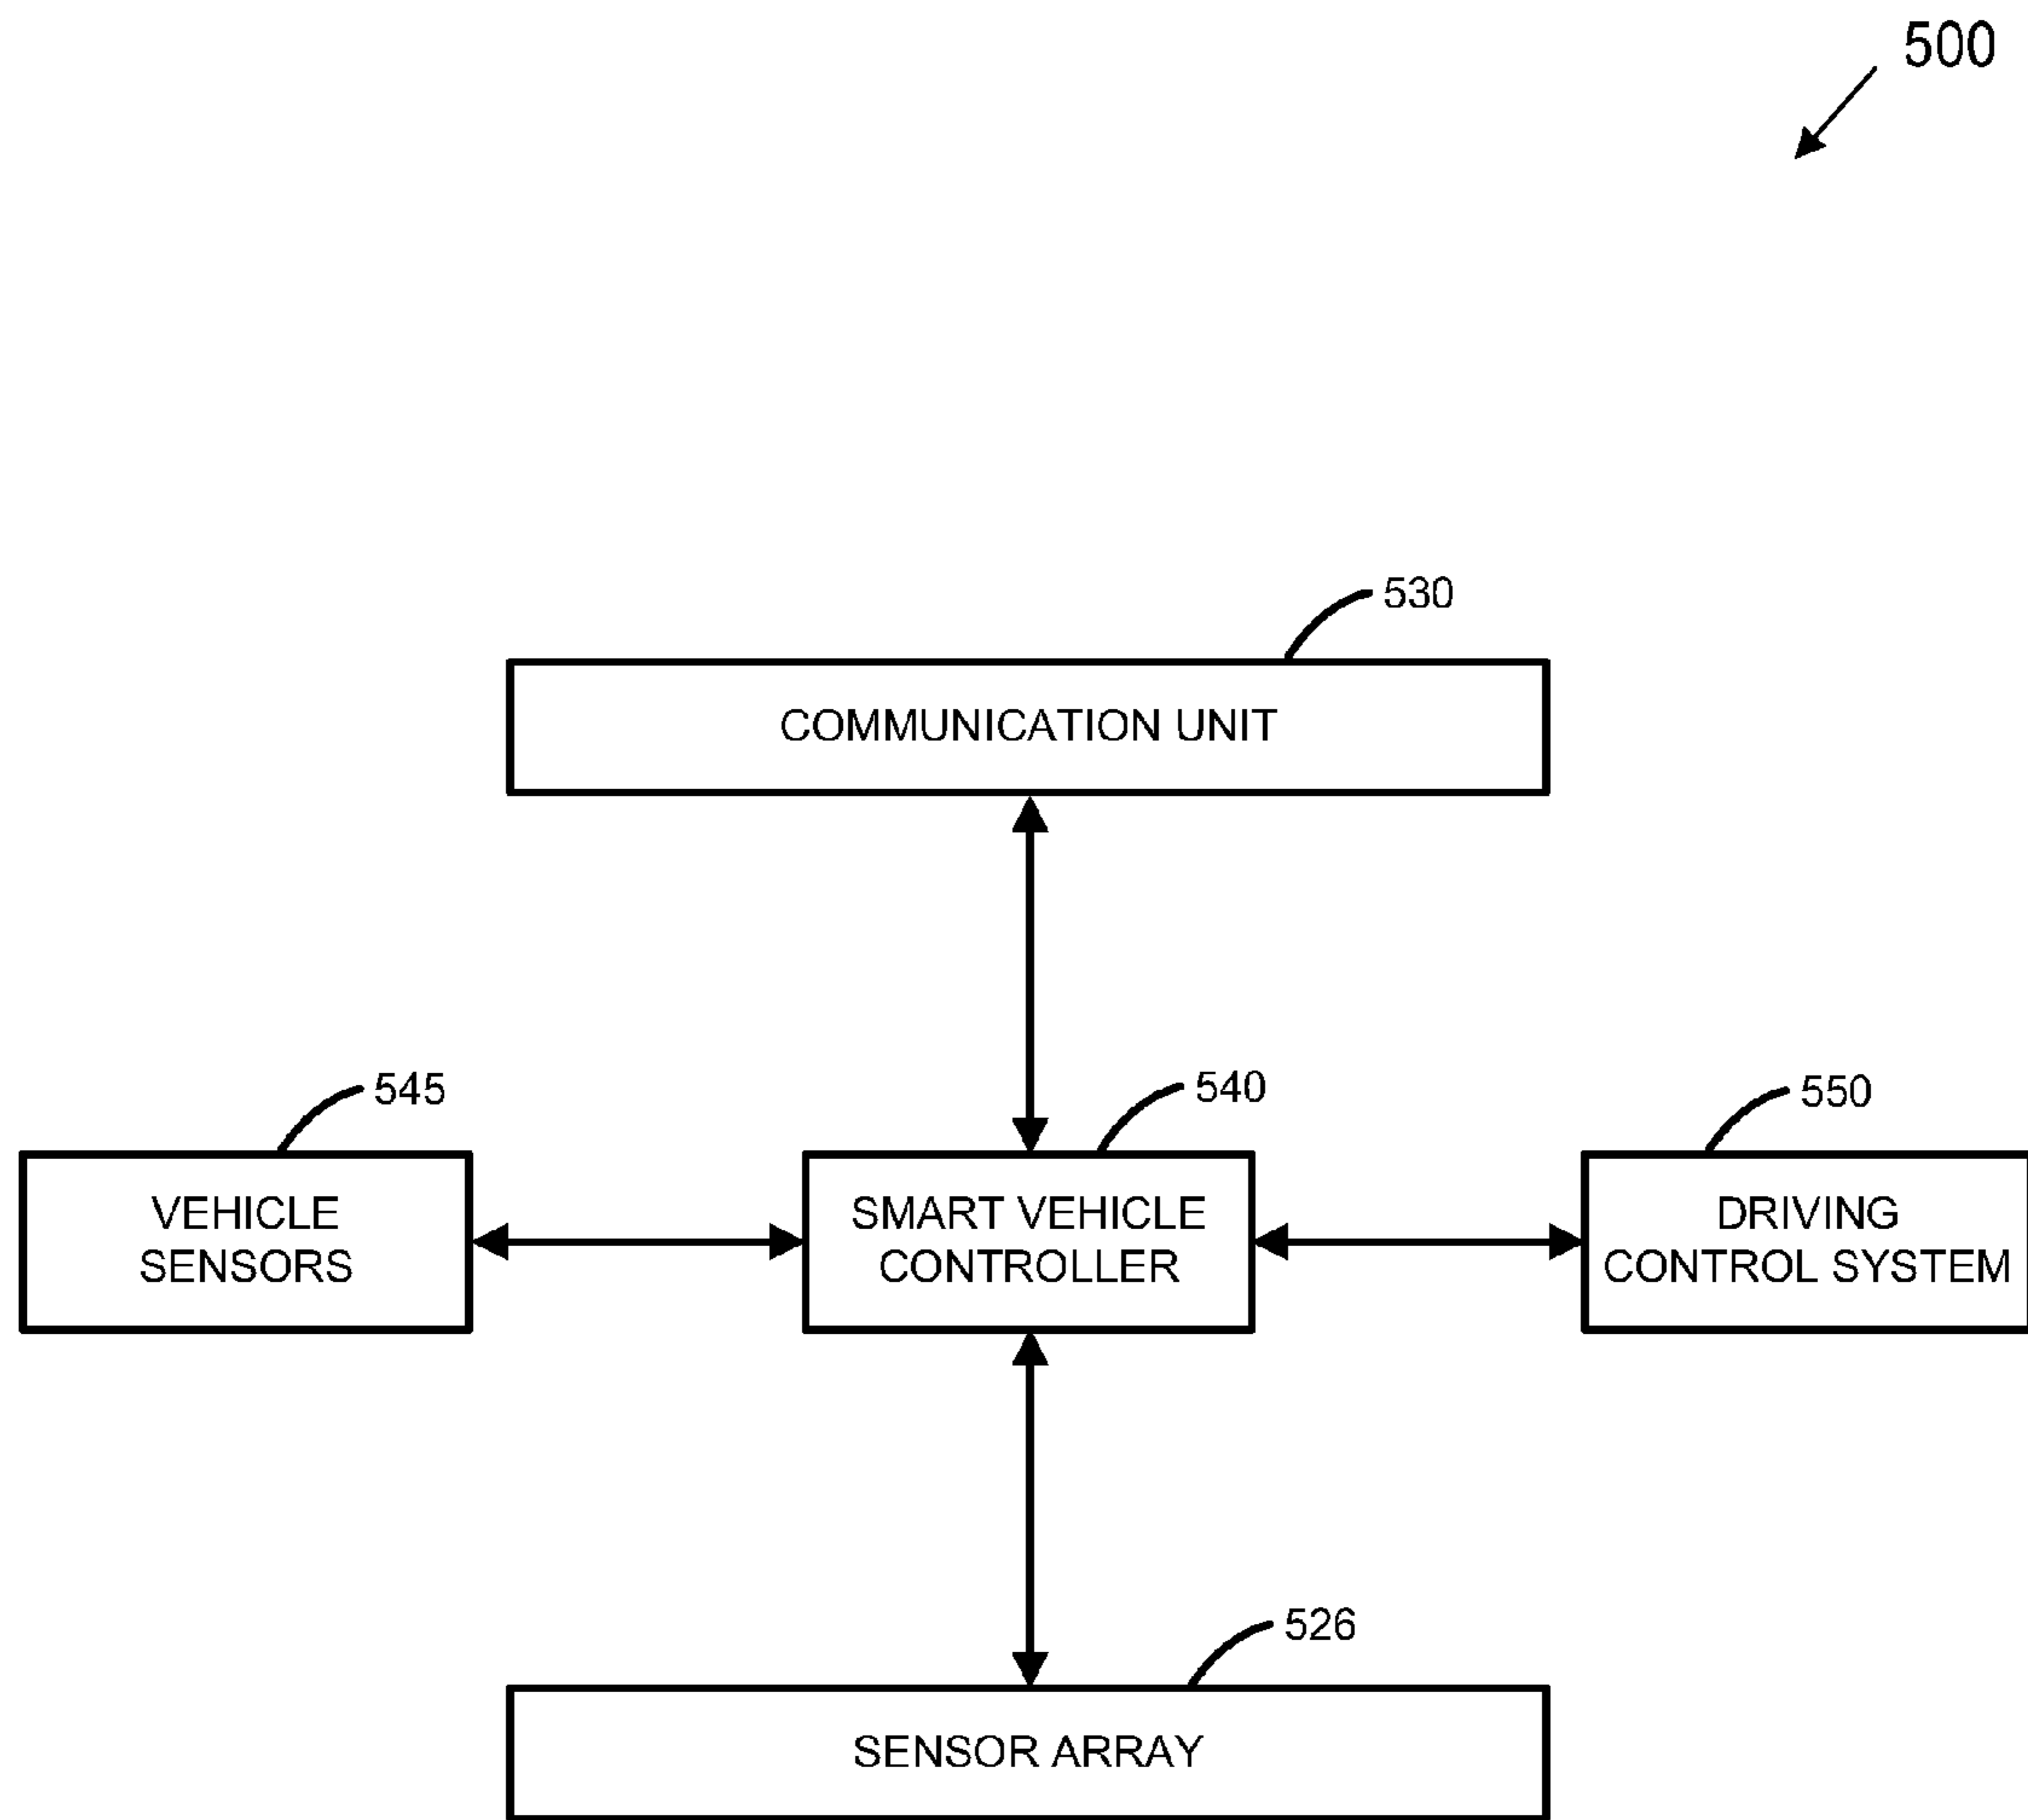 500
530
COMMUNICATION UNIT
545
540
550
VEHICLE
SENSORS
SMART VEHICLE
CONTROLLER
DRIVING
CONTROL SYSTEM
526
SENSOR ARRAY